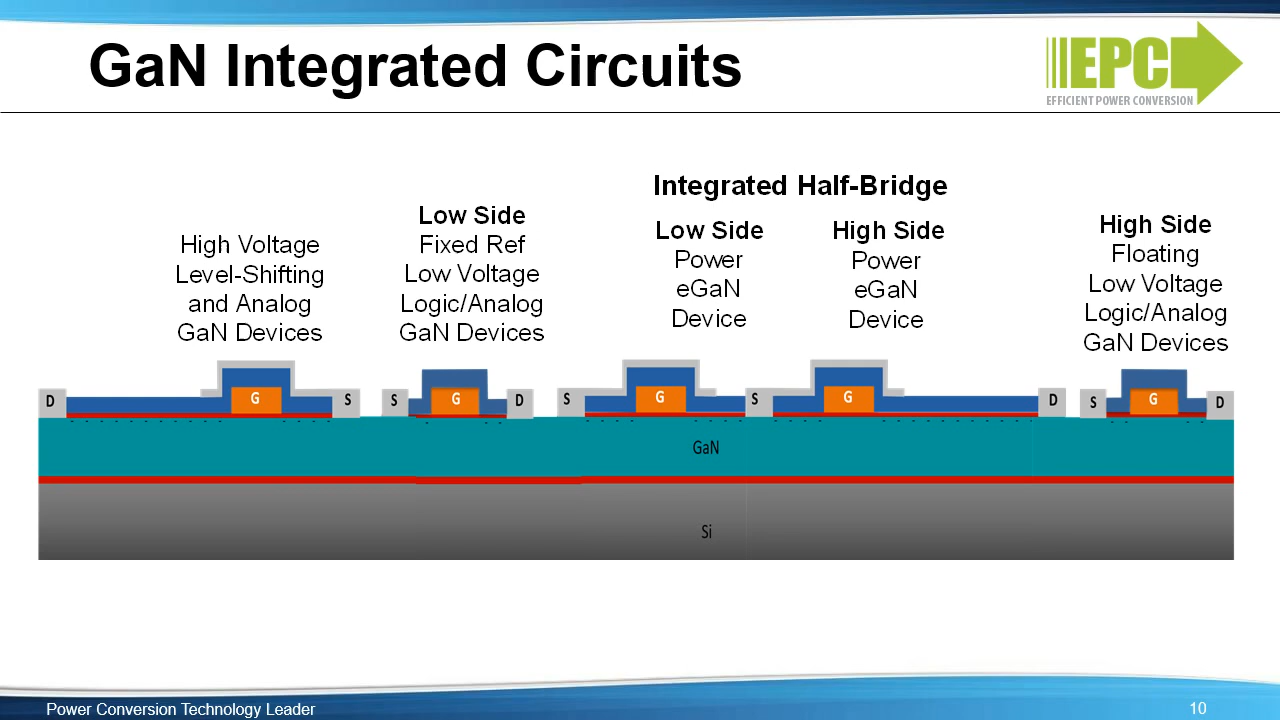 GaN Integrated Circuits
EPC
EFFICIENT POWER CONVERSION
High Voltage
Level-Shifting
and Analog
GaN Devices
Low Side
Fixed Ref
Low Voltage
Logic/Analog
GaN Devices
Integrated Half-Bridge
Low Side
Power
eGaN
Device
High Side
Power
eGaN
Device
High Side
Floating
Low Voltage
Logic/Analog
GaN Devices
D G S S G D S G S G D S G D
GaN
Si
Power Conversion Technology Leader
10